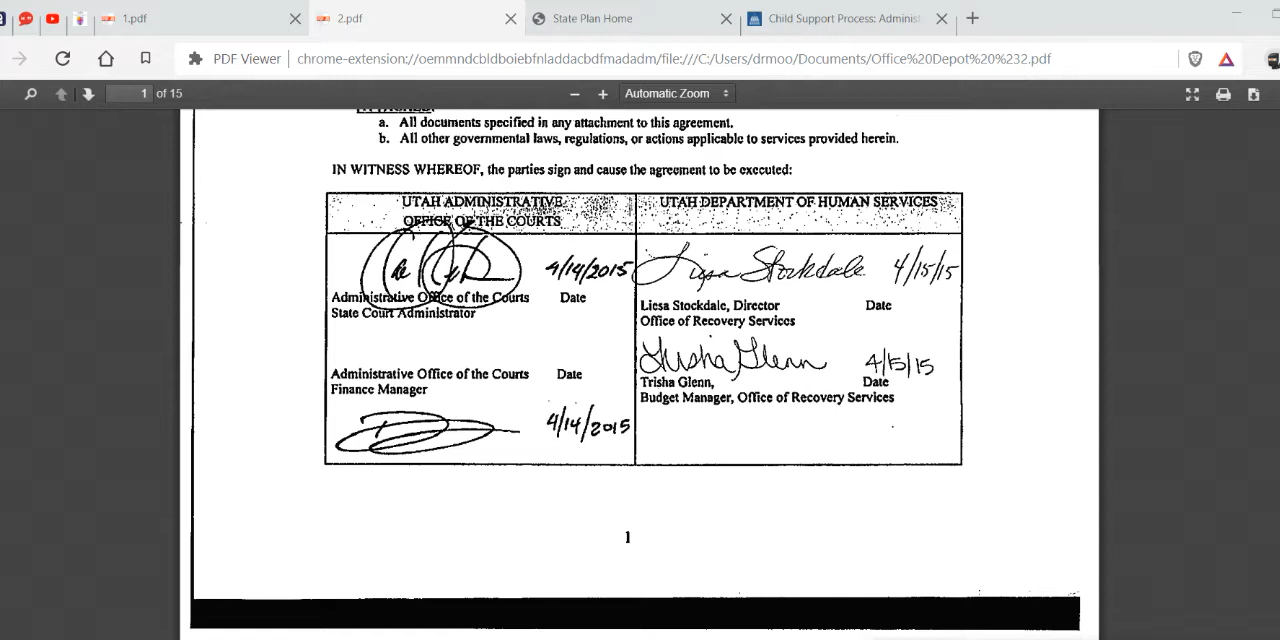 1.pdf
2.pdf
State Plan Home
Child Support Process: Administ
PDF Viewer
chrome-extension://oemmndcbldboiebfnladdacbdfmadadm/file:///C:/Users/drmoo/Documents/Office%20Depot%20%232.pdf
1 of 15
Automatic Zoom
ATTACHED:
a. All documents specified in any attachment to this agreement.
b. All other governmental laws, regulations, or actions applicable to services provided herein.
IN WITNESS WHEREOF, the parties sign and cause the agreement to be executed:
UTAH ADMINISTRATIVE
OFFICE OF THE COURTS
4/14/2015
Administrative Office of the Courts Date
State Court Administrator
Administrative Office of the Courts Date
Finance Manager
4/14/2015
UTAH DEPARTMENT OF HUMAN SERVICES
Liesa Stockdale 4/15/15
Liesa Stockdale, Director Date
Office of Recovery Services
Trisha Glenn 4/15/15
Trisha Glenn, Date
Budget Manager, Office of Recovery Services
1